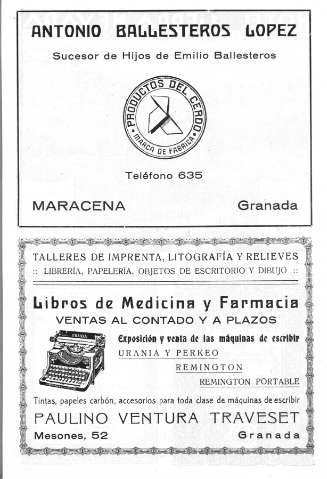 ANTONIO BALLESTEROS LOPEZ
Sucesor de Hijos de Emilio Ballesteros
PRODUCTOS DEL CERDO
MARCA DE FABRICA
Teléfono 635
MARACENA Granada
TALLERES DE IMPRENTA, LITOGRAFÍA Y RELIEVES
:: LIBRERÍA, PAPELERÍA, OBJETOS DE ESCRITORIO Y DIBUJO ::
Libros de Medicina y Farmacia
VENTAS AL CONTADO Y A PLAZOS
Exposición y venta de las máquinas de escribir
URANIA Y PERKEO
REMINGTON
REMINGTON PORTABLE
Tintas, papeles carbón, accesorios para toda clase de máquinas de escribir
PAULINO VENTURA TRAVESET
Mesones, 52 Granada